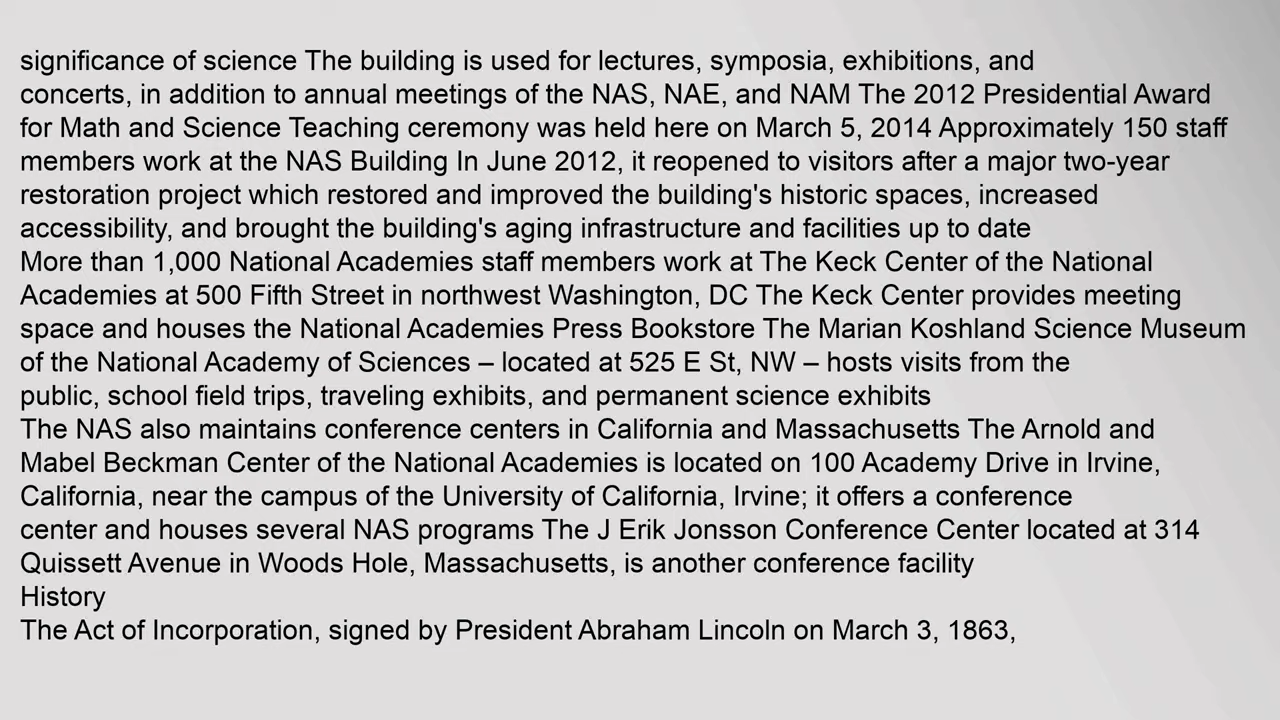 significance of science The building is used for lectures, symposia, exhibitions, and
concerts, in addition to annual meetings of the NAS, NAE, and NAM The 2012 Presidential Award
for Math and Science Teaching ceremony was held here on March 5, 2014 Approximately 150 staff
members work at the NAS Building In June 2012, it reopened to visitors after a major two-year
restoration project which restored and improved the building's historic spaces, increased
accessibility, and brought the building's aging infrastructure and facilities up to date
More than 1,000 National Academies staff members work at The Keck Center of the National
Academies at 500 Fifth Street in northwest Washington, DC The Keck Center provides meeting
space and houses the National Academies Press Bookstore The Marian Koshland Science Museum
of the National Academy of Sciences – located at 525 E St, NW – hosts visits from the
public, school field trips, traveling exhibits, and permanent science exhibits
The NAS also maintains conference centers in California and Massachusetts The Arnold and
Mabel Beckman Center of the National Academies is located on 100 Academy Drive in Irvine,
California, near the campus of the University of California, Irvine; it offers a conference
center and houses several NAS programs The J Erik Jonsson Conference Center located at 314
Quissett Avenue in Woods Hole, Massachusetts, is another conference facility
History
The Act of Incorporation, signed by President Abraham Lincoln on March 3, 1863,